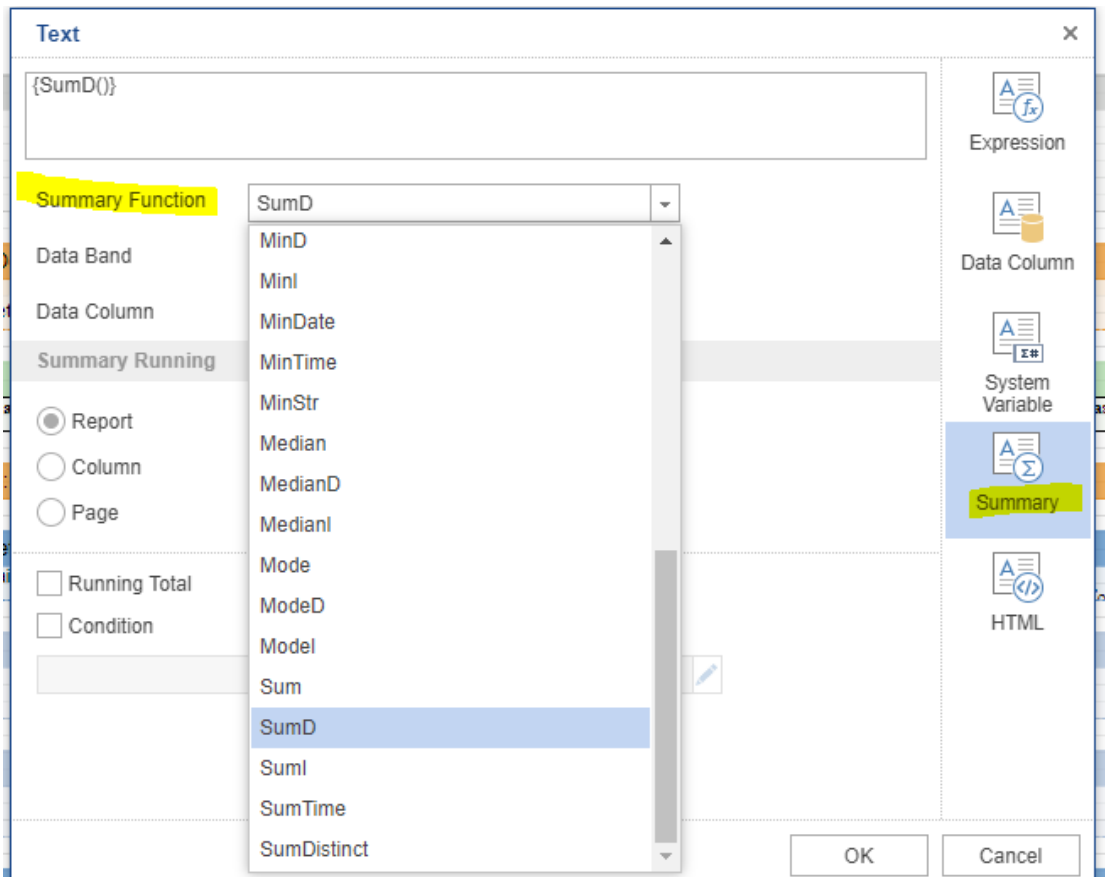 Text
{SumD()}
Summary Function
SumD
Data Band
Data Column
Summary Running
Report
Column
Page
Running Total
Condition
MinD
MinI
MinDate
MinTime
MinStr
Median
MedianD
MedianI
Mode
ModeD
ModeI
Sum
SumD
SumI
SumTime
SumDistinct
Expression
Data Column
System
Variable
Summary
HTML
OK
Cancel